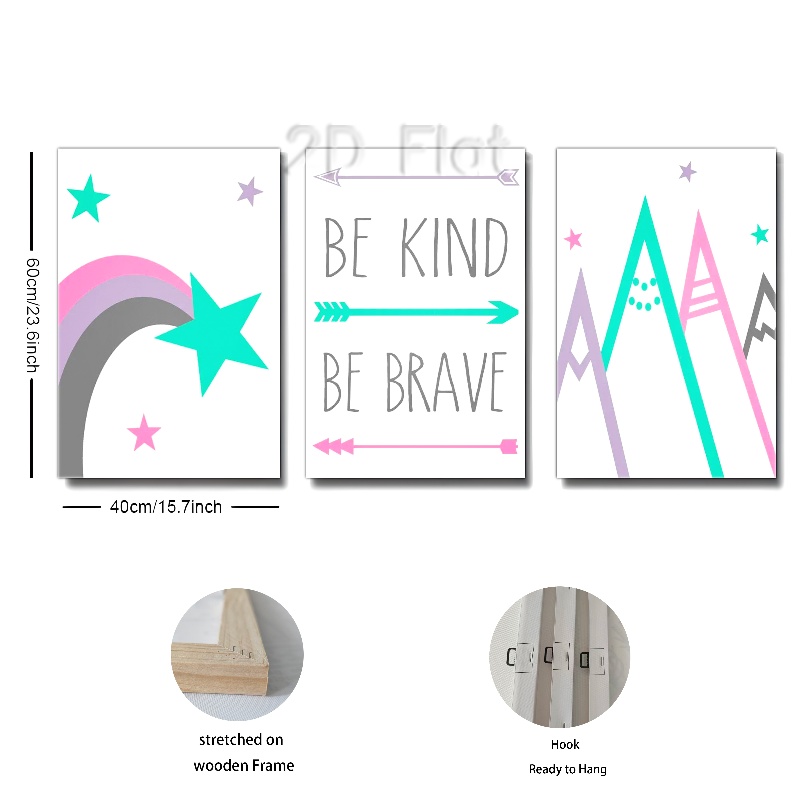 2D Flat
BE KIND
BE BRAVE
60cm/23.6inch
40cm/15.7inch
stretched on
wooden Frame
Hook
Ready to Hang